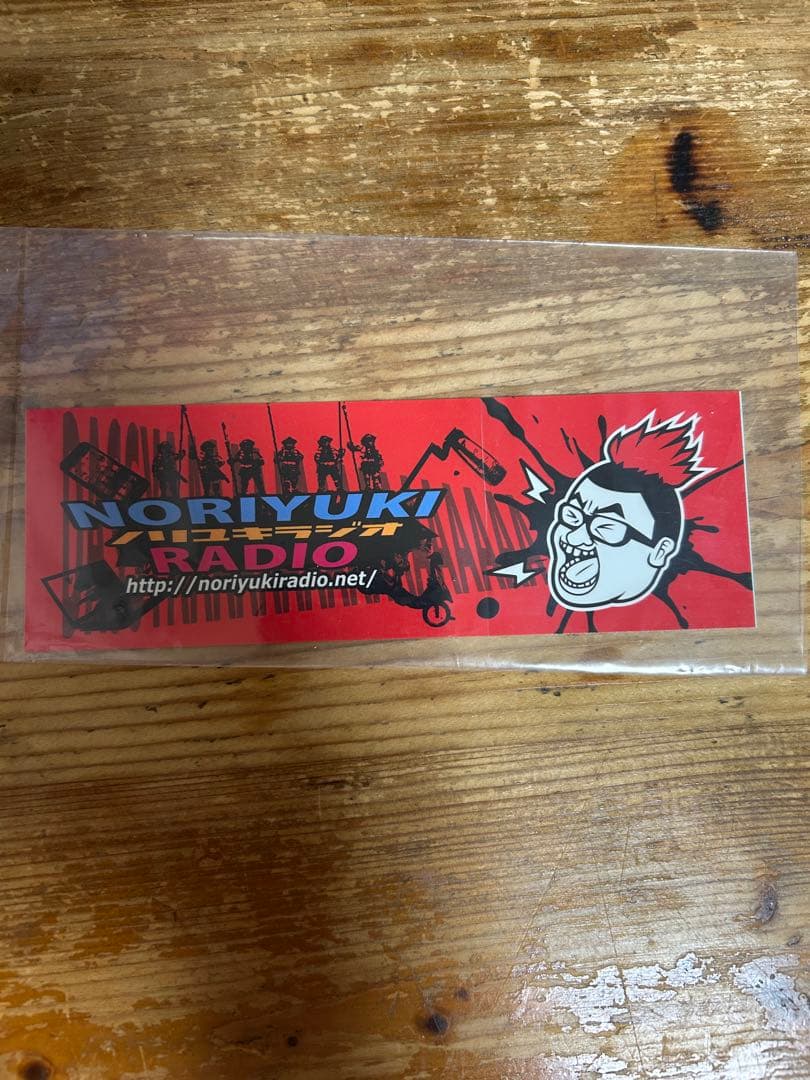 NORIYUKI
ノリユキラジオ
RADIO
http://noriyukiradio.net/